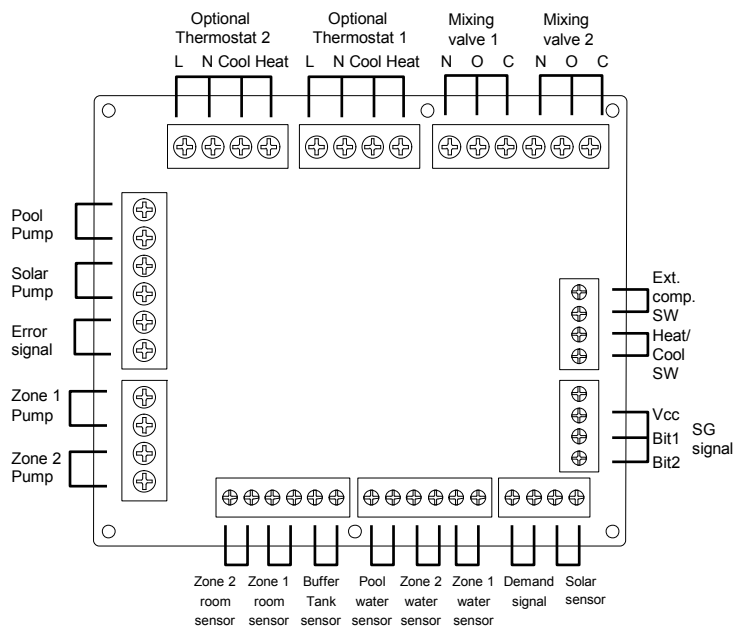 Optional
Thermostat 2
L N Cool Heat
Optional
Thermostat 1
L N Cool Heat
Mixing
valve 1
N O C
Mixing
valve 2
N O C
Pool
Pump
Solar
Pump
Error
signal
Zone 1
Pump
Zone 2
Pump
Ext.
comp.
SW
Heat/
Cool
SW
Vcc
Bit1
Bit2
SG
signal
Zone 2
room
sensor
Zone 1
room
sensor
Buffer
Tank
sensor
Pool
water
sensor
Zone 2
water
sensor
Zone 1
water
sensor
Demand
signal
Solar
sensor